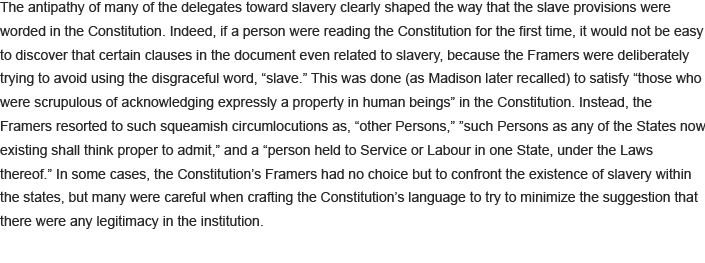 The antipathy of many of the delegates toward slavery clearly shaped the way that the slave provisions were
worded in the Constitution. Indeed, if a person were reading the Constitution for the first time, it would not be easy
to discover that certain clauses in the document even related to slavery, because the Framers were deliberately
trying to avoid using the disgraceful word, “slave.” This was done (as Madison later recalled) to satisfy “those who
were scrupulous of acknowledging expressly a property in human beings” in the Constitution. Instead, the
Framers resorted to such squeamish circumlocutions as, “other Persons,” ”such Persons as any of the States now
existing shall think proper to admit,” and a “person held to Service or Labour in one State, under the Laws
thereof.” In some cases, the Constitution’s Framers had no choice but to confront the existence of slavery within
the states, but many were careful when crafting the Constitution’s language to try to minimize the suggestion that
there were any legitimacy in the institution.